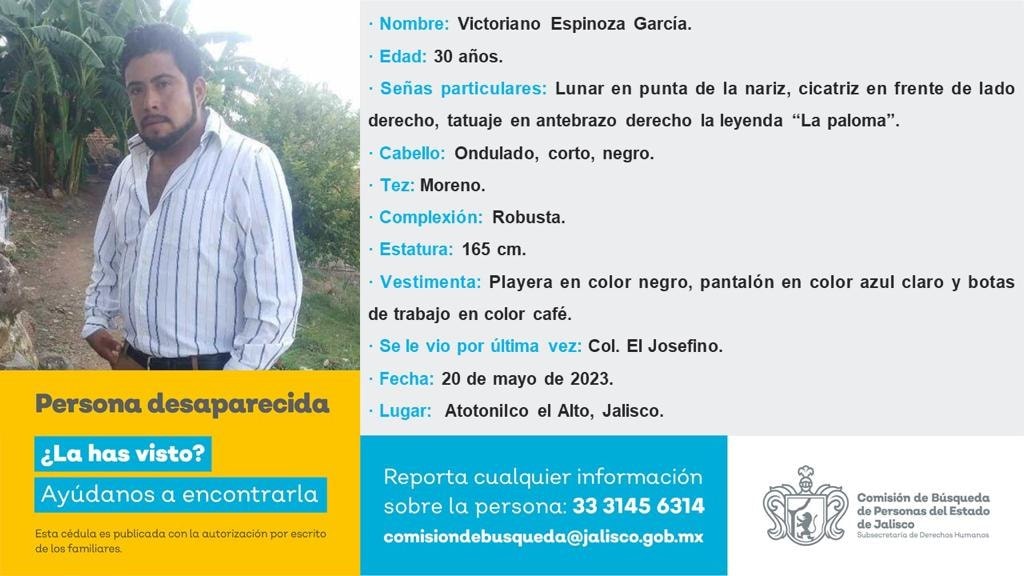 · Nombre: Victoriano Espinoza García.
· Edad: 30 años.
· Señas particulares: Lunar en punta de la nariz, cicatriz en frente de lado
derecho, tatuaje en antebrazo derecho la leyenda “La paloma”.
· Cabello: Ondulado, corto, negro.
· Tez: Moreno.
· Complexión: Robusta.
· Estatura: 165 cm.
· Vestimenta: Playera en color negro, pantalón en color azul claro y botas
de trabajo en color café.
· Se le vio por última vez: Col. El Josefino.
· Fecha: 20 de mayo de 2023.
· Lugar: Atotonilco el Alto, Jalisco.
Persona desaparecida
¿La has visto?
Ayúdanos a encontrarla
Esta cédula es publicada con la autorización por escrito
de los familiares.
Reporta cualquier información
sobre la persona: 33 3145 6314
comisiondebusqueda@jalisco.gob.mx
Comisión de Búsqueda
de Personas del Estado
de Jalisco
Subsecretaría de Derechos Humanos